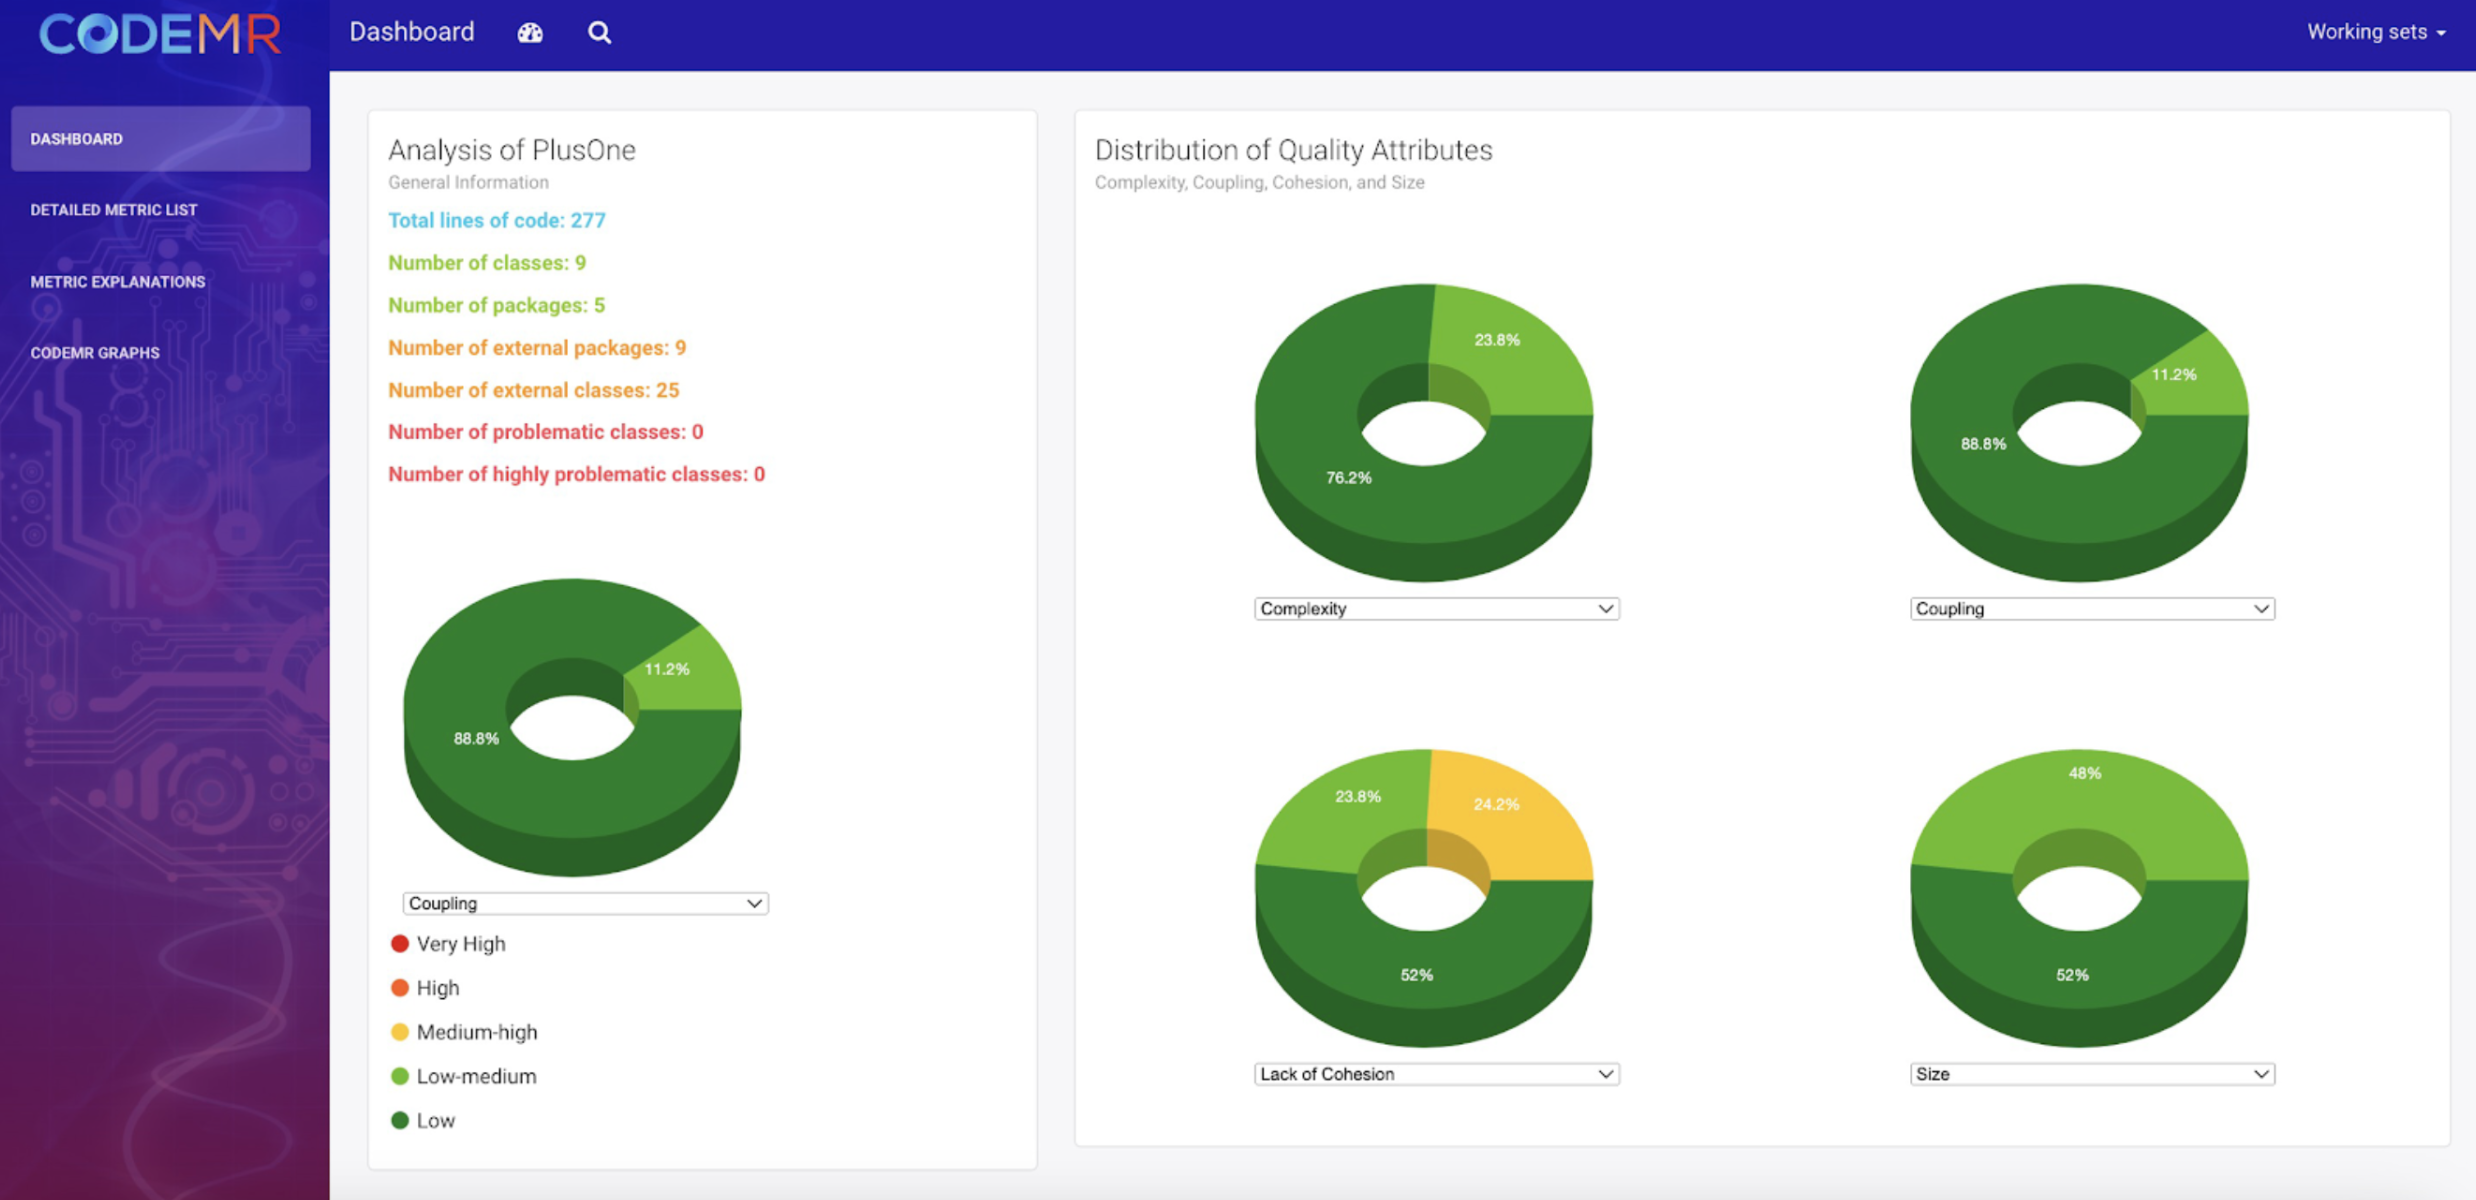 CODEMR
Dashboard
Working sets
DASHBOARD
DETAILED METRIC LIST
METRIC EXPLANATIONS
CODEMR GRAPHS
Analysis of PlusOne
General Information
Total lines of code: 277
Number of classes: 9
Number of packages: 5
Number of external packages: 9
Number of external classes: 25
Number of problematic classes: 0
Number of highly problematic classes: 0
11.2%
88.8%
Coupling
Very High
High
Medium-high
Low-medium
Low
Distribution of Quality Attributes
Complexity, Coupling, Cohesion, and Size
23.8%
76.2%
Complexity
11.2%
88.8%
Coupling
23.8%
24.2%
52%
Lack of Cohesion
48%
52%
Size